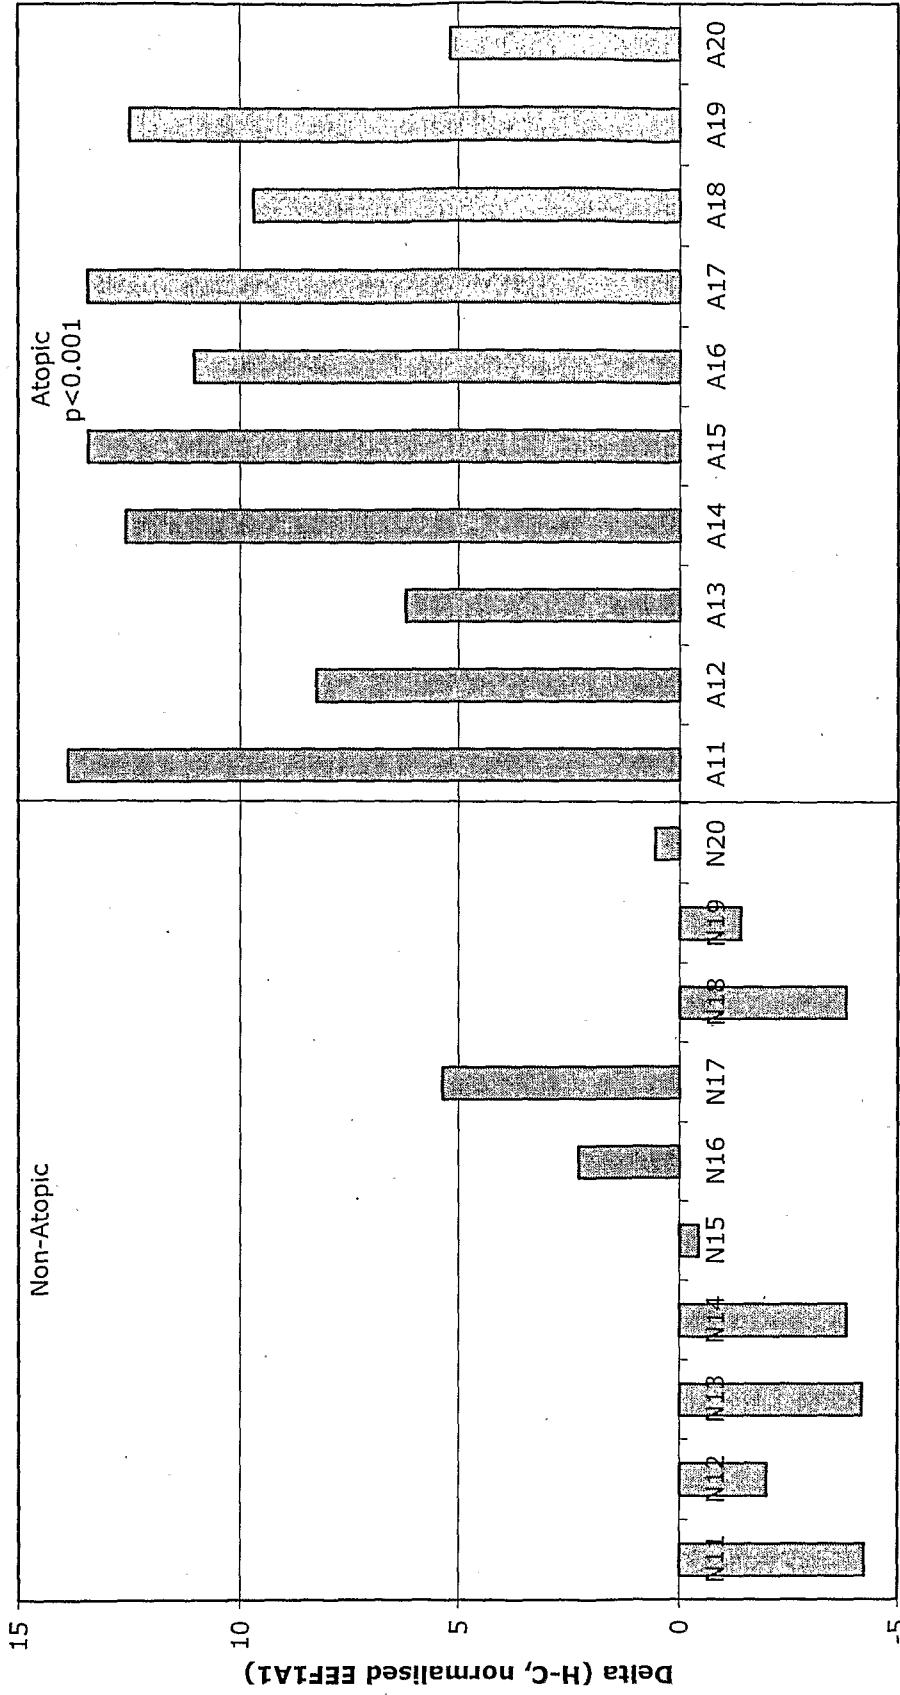 Non-Atopic
Atopic
p<0.001
Delta (H-C, normalised EEF1A1)
15
10
5
0
-5
N11
N12
N13
N14
N15
N16
N17
N18
N19
N20
A11
A12
A13
A14
A15
A16
A17
A18
A19
A20